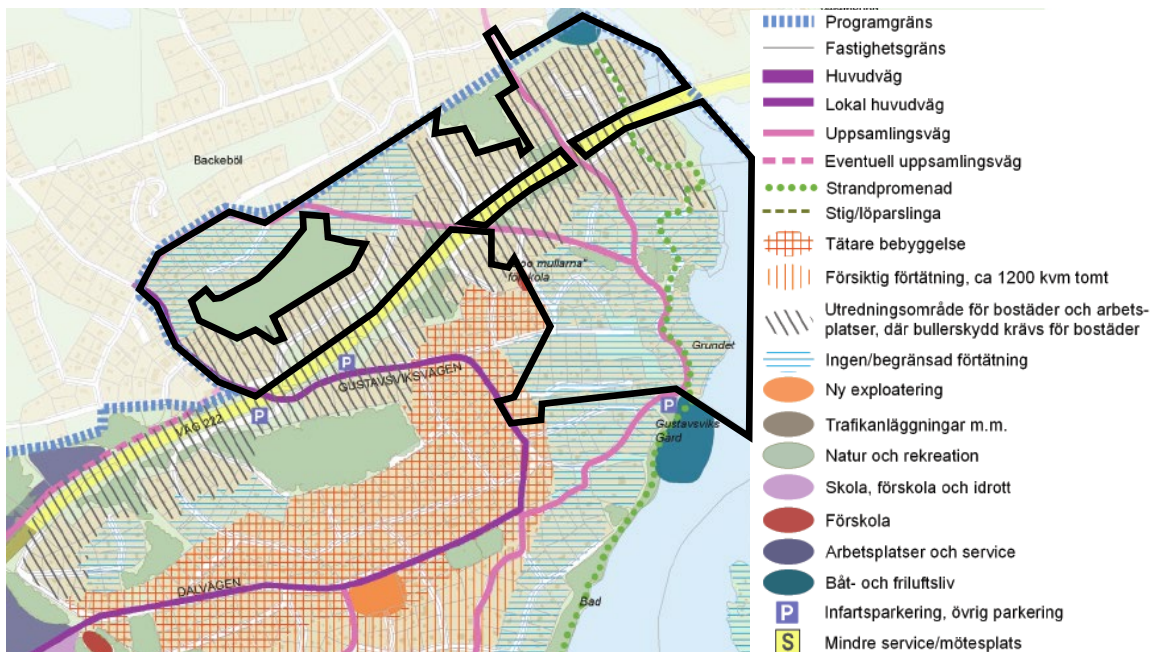 Programgräns
Fastighetsgräns
Huvudväg
Lokal huvudväg
Uppsamlingsväg
Eventuell uppsamlingsväg
Strandpromenad
Stig/löparslinga
Tätare bebyggelse
Försiktig förtätning, ca 1200 kvm tomt
Utredningsområde för bostäder och arbets-
platser, där bullerskydd krävs för bostäder
Ingen/begränsad förtätning
Ny exploatering
Trafikanläggningar m.m.
Natur och rekreation
Skola, förskola och idrott
Förskola
Arbetsplatser och service
Båt- och friluftsliv
P
Infartsparkering, övrig parkering
S
Mindre service/mötesplats
Backeböl
mullarna"
förskola
Grundet
P
GUSTAVSVIKSVÄGEN
P
VÄG 222
P
Gustavsviks
Gård
DALVÄGEN
Bad